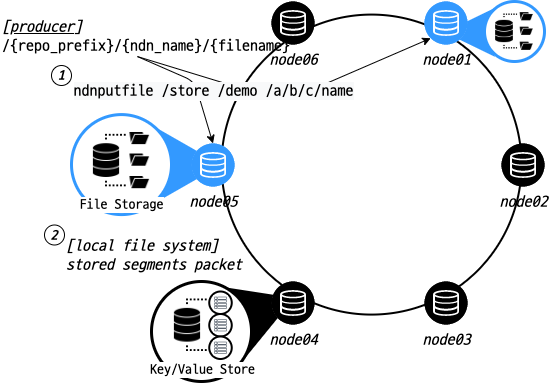 [producer]
/{repo_prefix}/{ndn_name}/{filename}
node06
node01
1
ndnputfile /store /demo /a/b/c/name
File Storage
node05
node02
2
[local file system]
stored segments packet
node04
node03
Key/Value Store